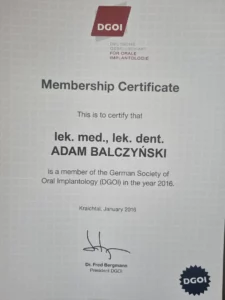 DGOI
FÜR ORALE
IMPLANTOLOGIE
Membership Certificate
This is to certify that
lek. med., lek. dent.
ADAM BALCZYŃSKI
is a member of the German Society of
Oral Implantology (DGOI) in the year 2016.
Kraichtal, January 2016
Dr. Fred Bergmann
President DGOI
DGOI